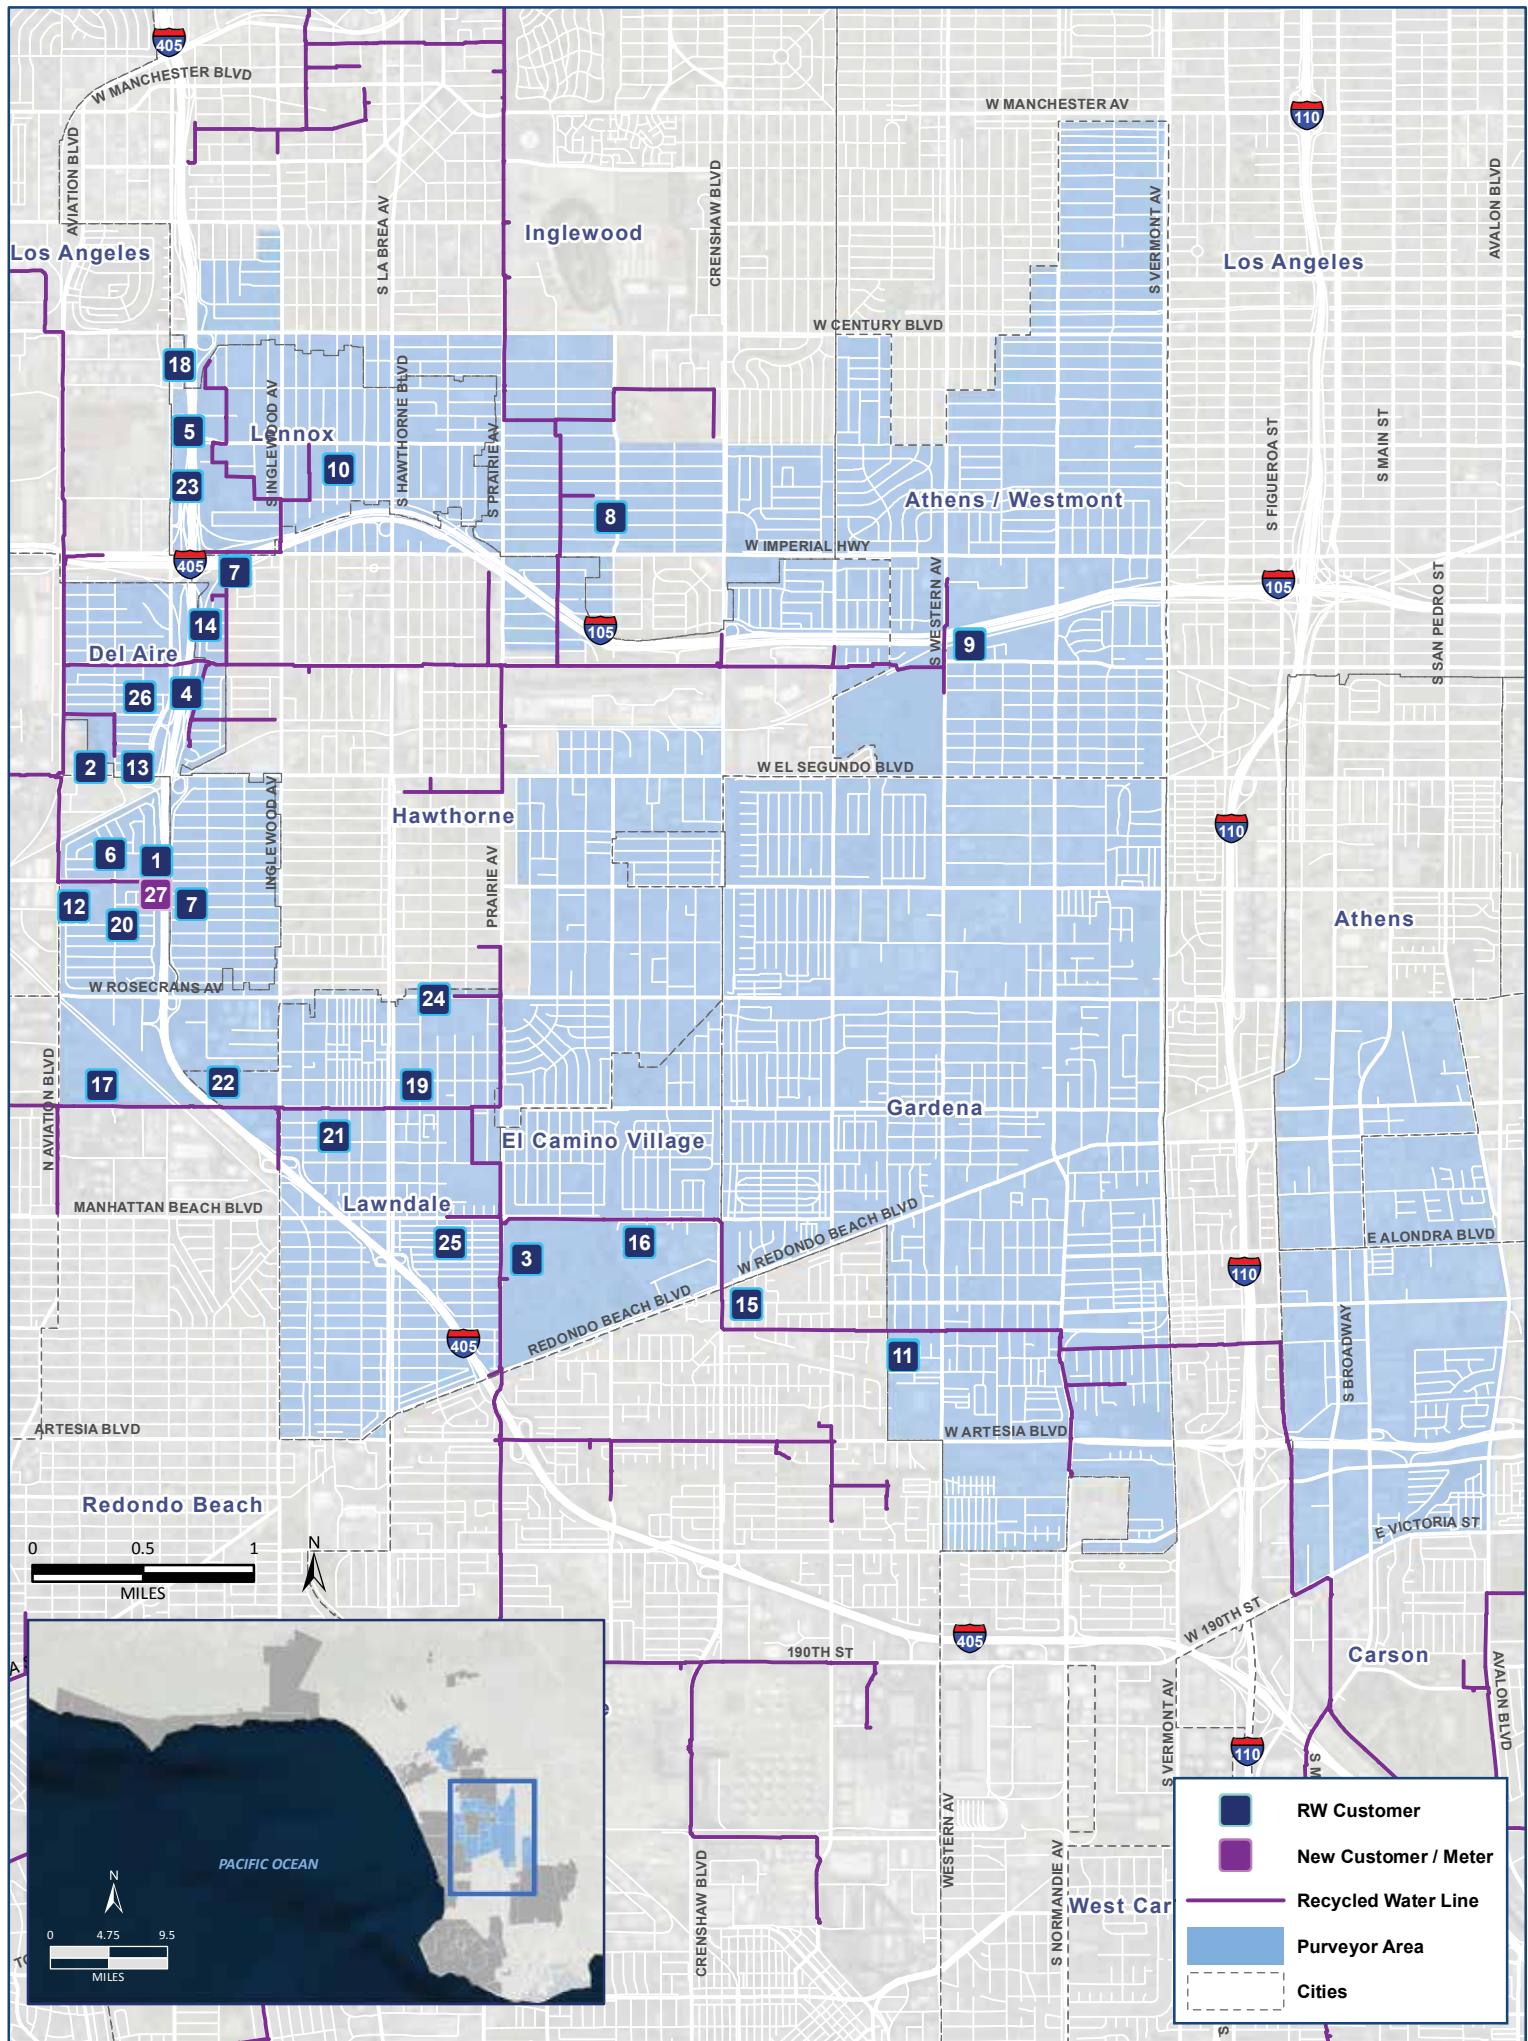 405
W MANCHESTER BLVD
W MANCHESTER AV
110
AVIATION BLVD
S LA BREA AV
CRENSHAW BLVD
S VERMONT AV
AVALON BLVD
Los Angeles
Inglewood
Los Angeles
W CENTURY BLVD
18
5
Lennox
S INGLEWOOD AV
S HAWTHORNE BLVD
S PRAIRIE AV
10
23
8
Athens / Westmont
S FIGUEROA ST
S MAIN ST
W IMPERIAL HWY
405
7
14
105
S WESTERN AV
9
105
S SAN PEDRO ST
Del Aire
26
4
2
13
W EL SEGUNDO BLVD
Hawthorne
110
6
1
INGLEWOOD AV
PRAIRIE AV
27
12
7
20
Athens
W ROSECRANS AV
24
N AVIATION BLVD
17
22
19
Gardena
21
El Camino Village
MANHATTAN BEACH BLVD
Lawndale
25
3
16
W REDONDO BEACH BLVD
E ALONDRA BLVD
110
REDONDO BEACH BLVD
15
405
11
S BROADWAY
ARTESIA BLVD
W ARTESIA BLVD
Redondo Beach
E VICTORIA ST
0 0.5 1
MILES
N
405
W 190TH ST
190TH ST
Carson
S VERMONT AV
AVALON BLVD
110
S M
PACIFIC OCEAN
N
0 4.75 9.5
MILES
CRENSHAW BLVD
WESTERN AV
S NORMANDIE AV
West Car
RW Customer
New Customer / Meter
Recycled Water Line
Purveyor Area
Cities
S